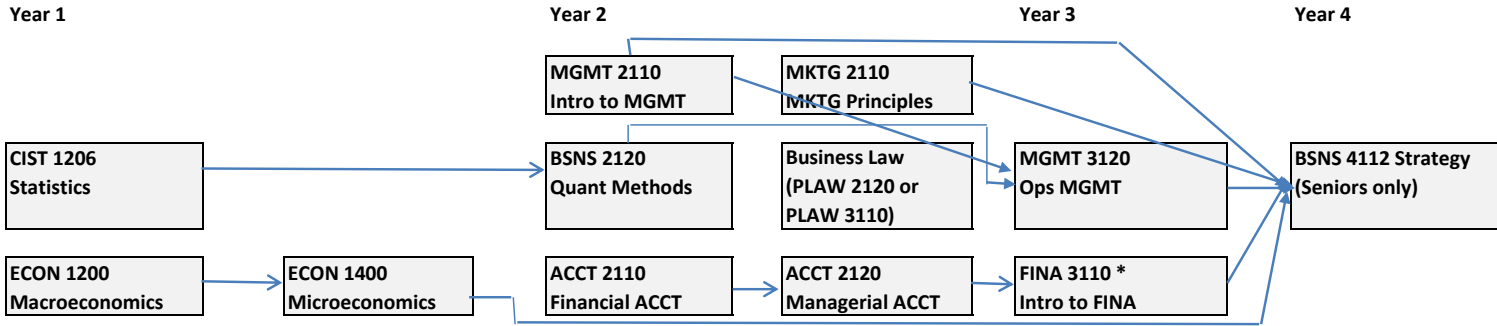 Year 1
Year 2
Year 3
Year 4
MGMT 2110
Intro to MGMT
MKTG 2110
MKTG Principles
CIST 1206
Statistics
BSNS 2120
Quant Methods
Business Law
(PLAW 2120 or
PLAW 3110)
MGMT 3120
Ops MGMT
BSNS 4112 Strategy
(Seniors only)
ECON 1200
Macroeconomics
ECON 1400
Microeconomics
ACCT 2110
Financial ACCT
ACCT 2120
Managerial ACCT
FINA 3110 *
Intro to FINA